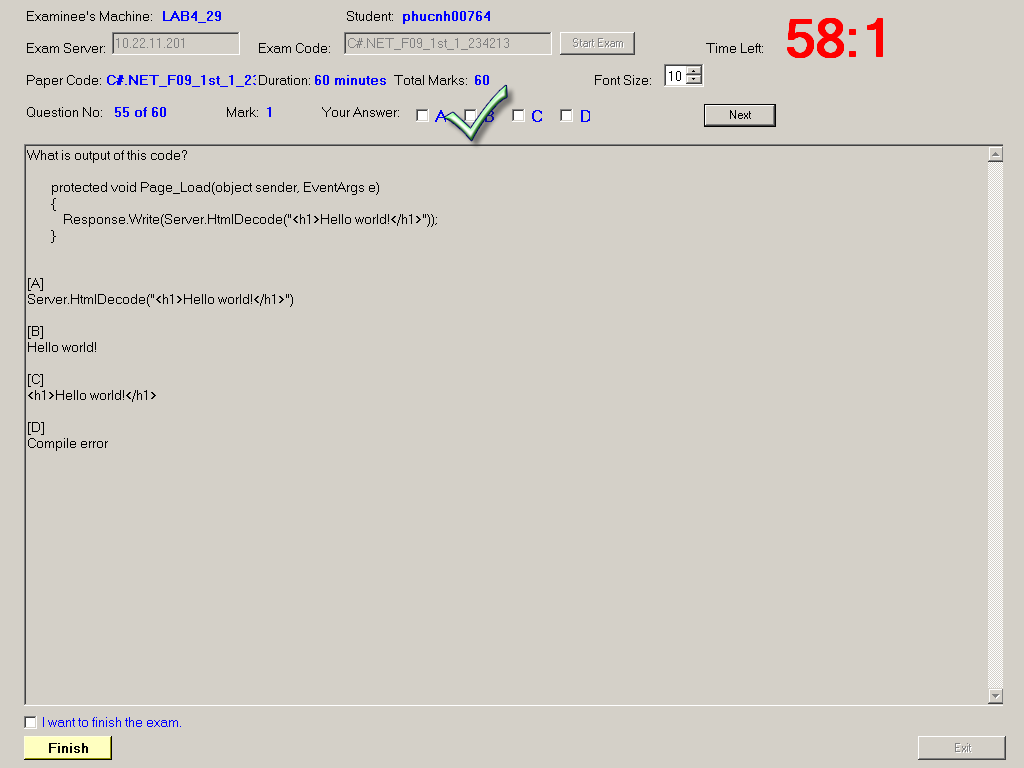 Examinee's Machine: LAB4_29 Student: phucnh00764
Exam Server: 10.22.11.201 Exam Code: C#.NET_F09_1st_1_234213 Start Exam Time Left: 58:1
Paper Code: C#.NET_F09_1st_1_23 Duration: 60 minutes Total Marks: 60 Font Size: 10
Question No: 55 of 60 Mark: 1 Your Answer: A B C D Next
What is output of this code?
protected void Page_Load(object sender, EventArgs e)
{
Response.Write(Server.HtmlDecode("<h1>Hello world!</h1>"));
}
[A]
Server.HtmlDecode("<h1>Hello world!</h1>")
[B]
Hello world!
[C]
<h1>Hello world!</h1>
[D]
Compile error
I want to finish the exam.
Finish Exit